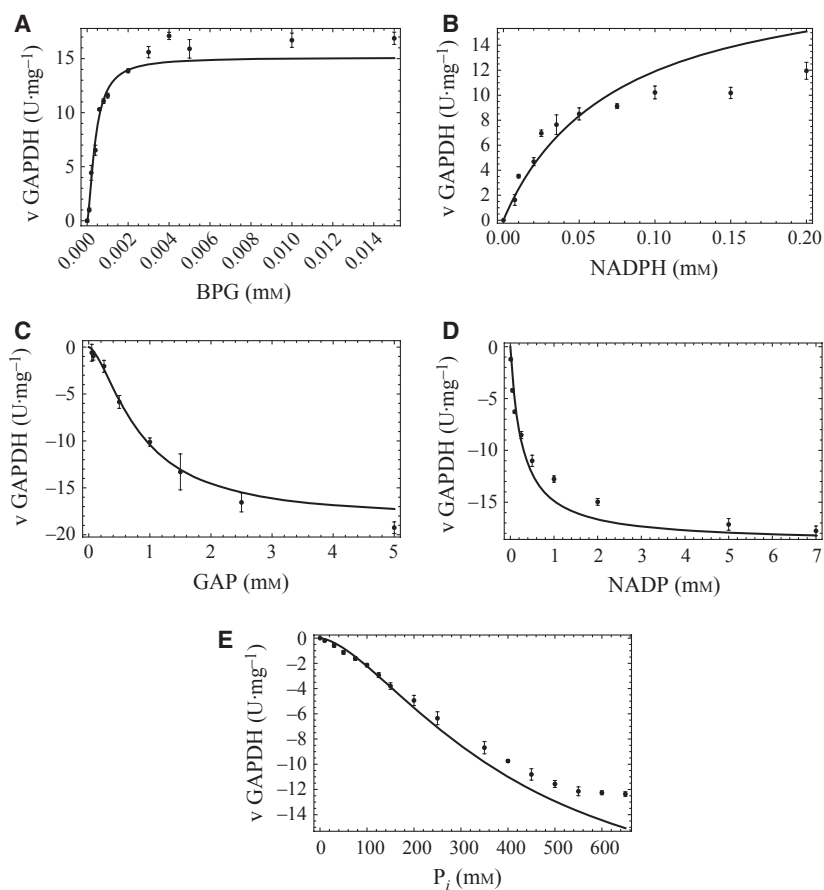 A
v GAPDH (U·mg⁻¹)
15
10
5
0
0.000
0.002
0.004
0.006
0.008
0.010
0.012
0.014
BPG (mM)
B
v GAPDH (U·mg⁻¹)
14
12
10
8
6
4
2
0
0.00 0.05 0.10 0.15 0.20
NADPH (mM)
C
v GAPDH (U·mg⁻¹)
0
−5
−10
−15
−20
0 1 2 3 4 5
GAP (mM)
D
v GAPDH (U·mg⁻¹)
0
−5
−10
−15
0 1 2 3 4 5 6 7
NADP (mM)
E
v GAPDH (U·mg⁻¹)
0
−2
−4
−6
−8
−10
−12
−14
0 100 200 300 400 500 600
Pᵢ (mM)